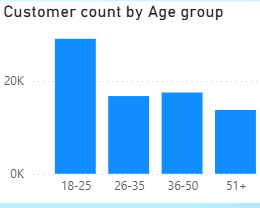 Customer count by Age group
20K
0K
18-25 26-35 36-50 51+